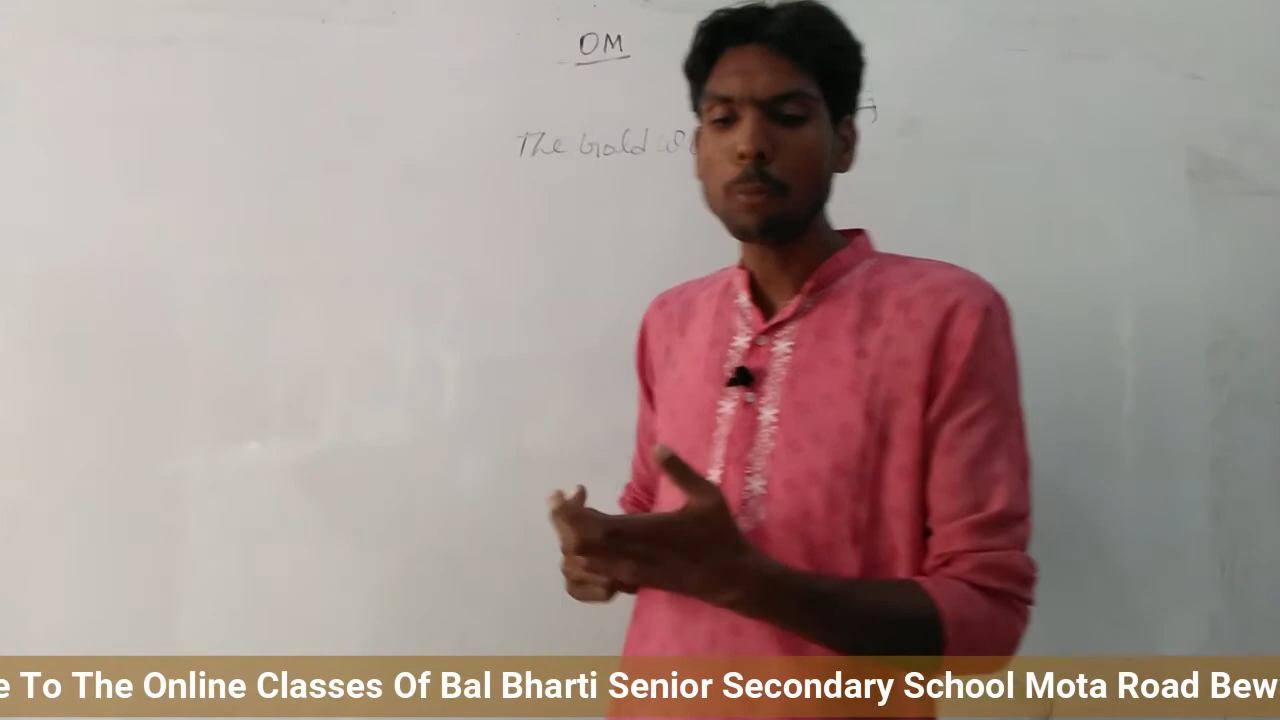 OM
The Gold
e To The Online Classes Of Bal Bharti Senior Secondary School Mota Road Bew